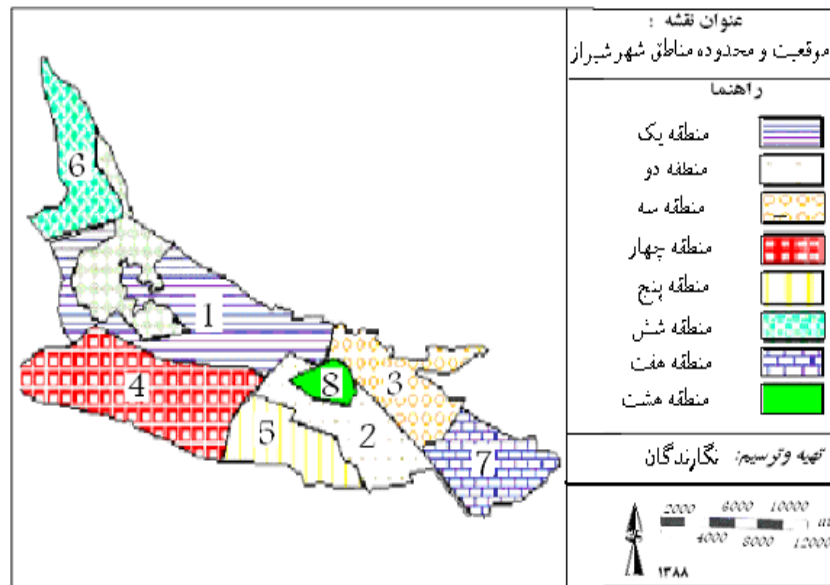 عنوان نقشه :
موقعیت و محدوده مناطق شهر شیراز
راهنما
منطقه یک
منطقه دو
منطقه سه
منطقه چهار
منطقه پنج
منطقه شش
منطقه هفت
منطقه هشت
تهیه وترسیم: نگارندگان
2000 6000 10000 m
4000 8000 12000
۱۳۸۸
6
1
4
8
3
5
2
7